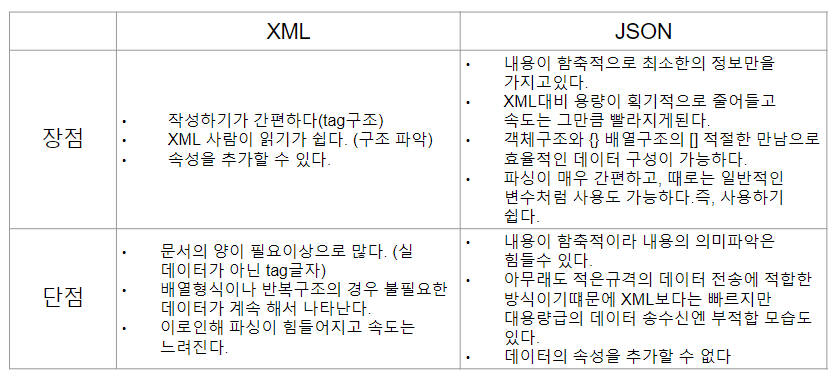 XML
JSON
장점
작성하기가 간편하다(tag구조)
XML 사람이 읽기가 쉽다. (구조 파악)
속성을 추가할 수 있다.
내용이 함축적으로 최소한의 정보만을
가지고있다.
XML대비 용량이 획기적으로 줄어들고
속도는 그만큼 빨라지게된다.
객체구조와 {} 배열구조의 [] 적절한 만남으로
효율적인 데이터 구성이 가능하다.
파싱이 매우 간편하고, 때로는 일반적인
변수처럼 사용도 가능하다.즉, 사용하기
쉽다.
단점
문서의 양이 필요이상으로 많다. (실
데이터가 아닌 tag글자)
배열형식이나 반복구조의 경우 불필요한
데이터가 계속 해서 나타난다.
이로인해 파싱이 힘들어지고 속도는
느려진다.
내용이 함축적이라 내용의 의미파악은
힘들수 있다.
아무래도 적은규격의 데이터 전송에 적합한
방식이기떄문에 XML보다는 빠르지만
대용량급의 데이터 송수신엔 부적합 모습도
있다.
데이터의 속성을 추가할 수 없다